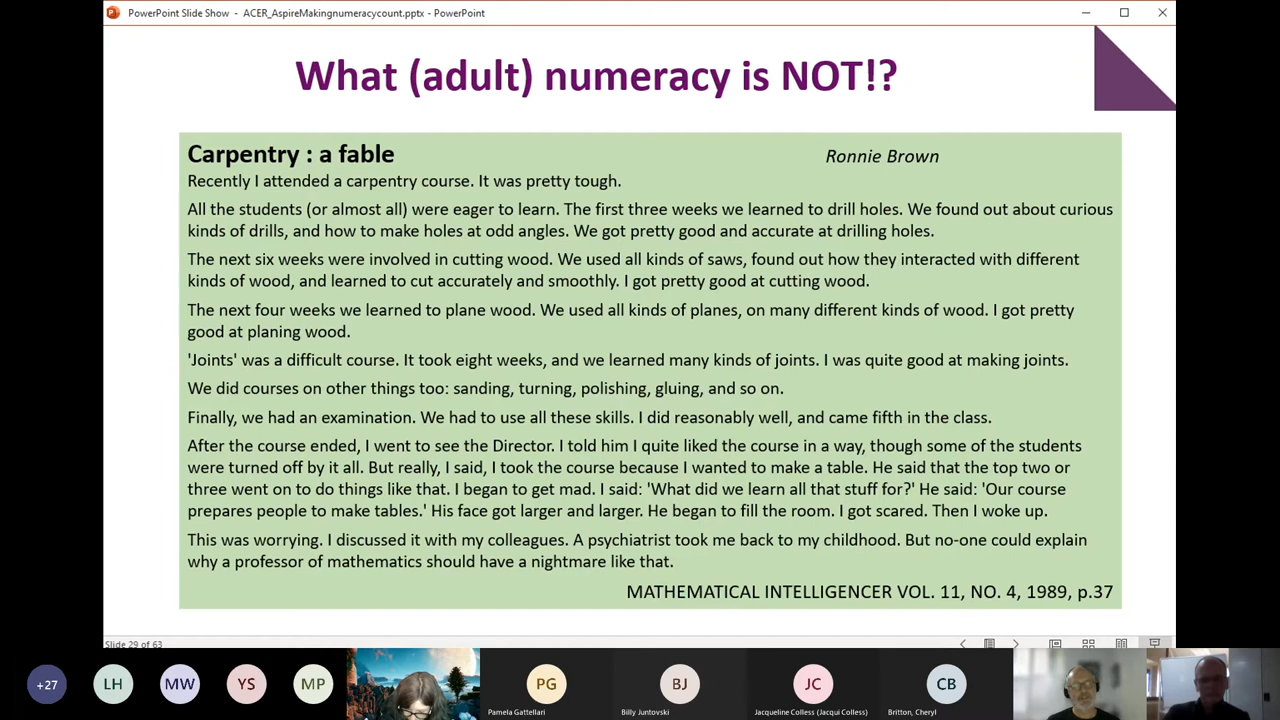 PowerPoint Slide Show - ACER_AspireMakingnumeracycount.pptx - PowerPoint
What (adult) numeracy is NOT!?
Carpentry : a fable
Ronnie Brown
Recently I attended a carpentry course. It was pretty tough.
All the students (or almost all) were eager to learn. The first three weeks we learned to drill holes. We found out about curious
kinds of drills, and how to make holes at odd angles. We got pretty good and accurate at drilling holes.
The next six weeks were involved in cutting wood. We used all kinds of saws, found out how they interacted with different
kinds of wood, and learned to cut accurately and smoothly. I got pretty good at cutting wood.
The next four weeks we learned to plane wood. We used all kinds of planes, on many different kinds of wood. I got pretty
good at planing wood.
'Joints' was a difficult course. It took eight weeks, and we learned many kinds of joints. I was quite good at making joints.
We did courses on other things too: sanding, turning, polishing, gluing, and so on.
Finally, we had an examination. We had to use all these skills. I did reasonably well, and came fifth in the class.
After the course ended, I went to see the Director. I told him I quite liked the course in a way, though some of the students
were turned off by it all. But really, I said, I took the course because I wanted to make a table. He said that the top two or
three went on to do things like that. I began to get mad. I said: 'What did we learn all that stuff for?' He said: 'Our course
prepares people to make tables.' His face got larger and larger. He began to fill the room. I got scared. Then I woke up.
This was worrying. I discussed it with my colleagues. A psychiatrist took me back to my childhood. But no-one could explain
why a professor of mathematics should have a nightmare like that.
MATHEMATICAL INTELLIGENCER VOL. 11, NO. 4, 1989, p.37
Slide 29 of 63
+27
LH
MW
YS
MP
PG
BJ
JC
CB
Pamela Gattellari
Billy Juntovski
Jacqueline Colless (Jacqui Colless)
Britton, Cheryl